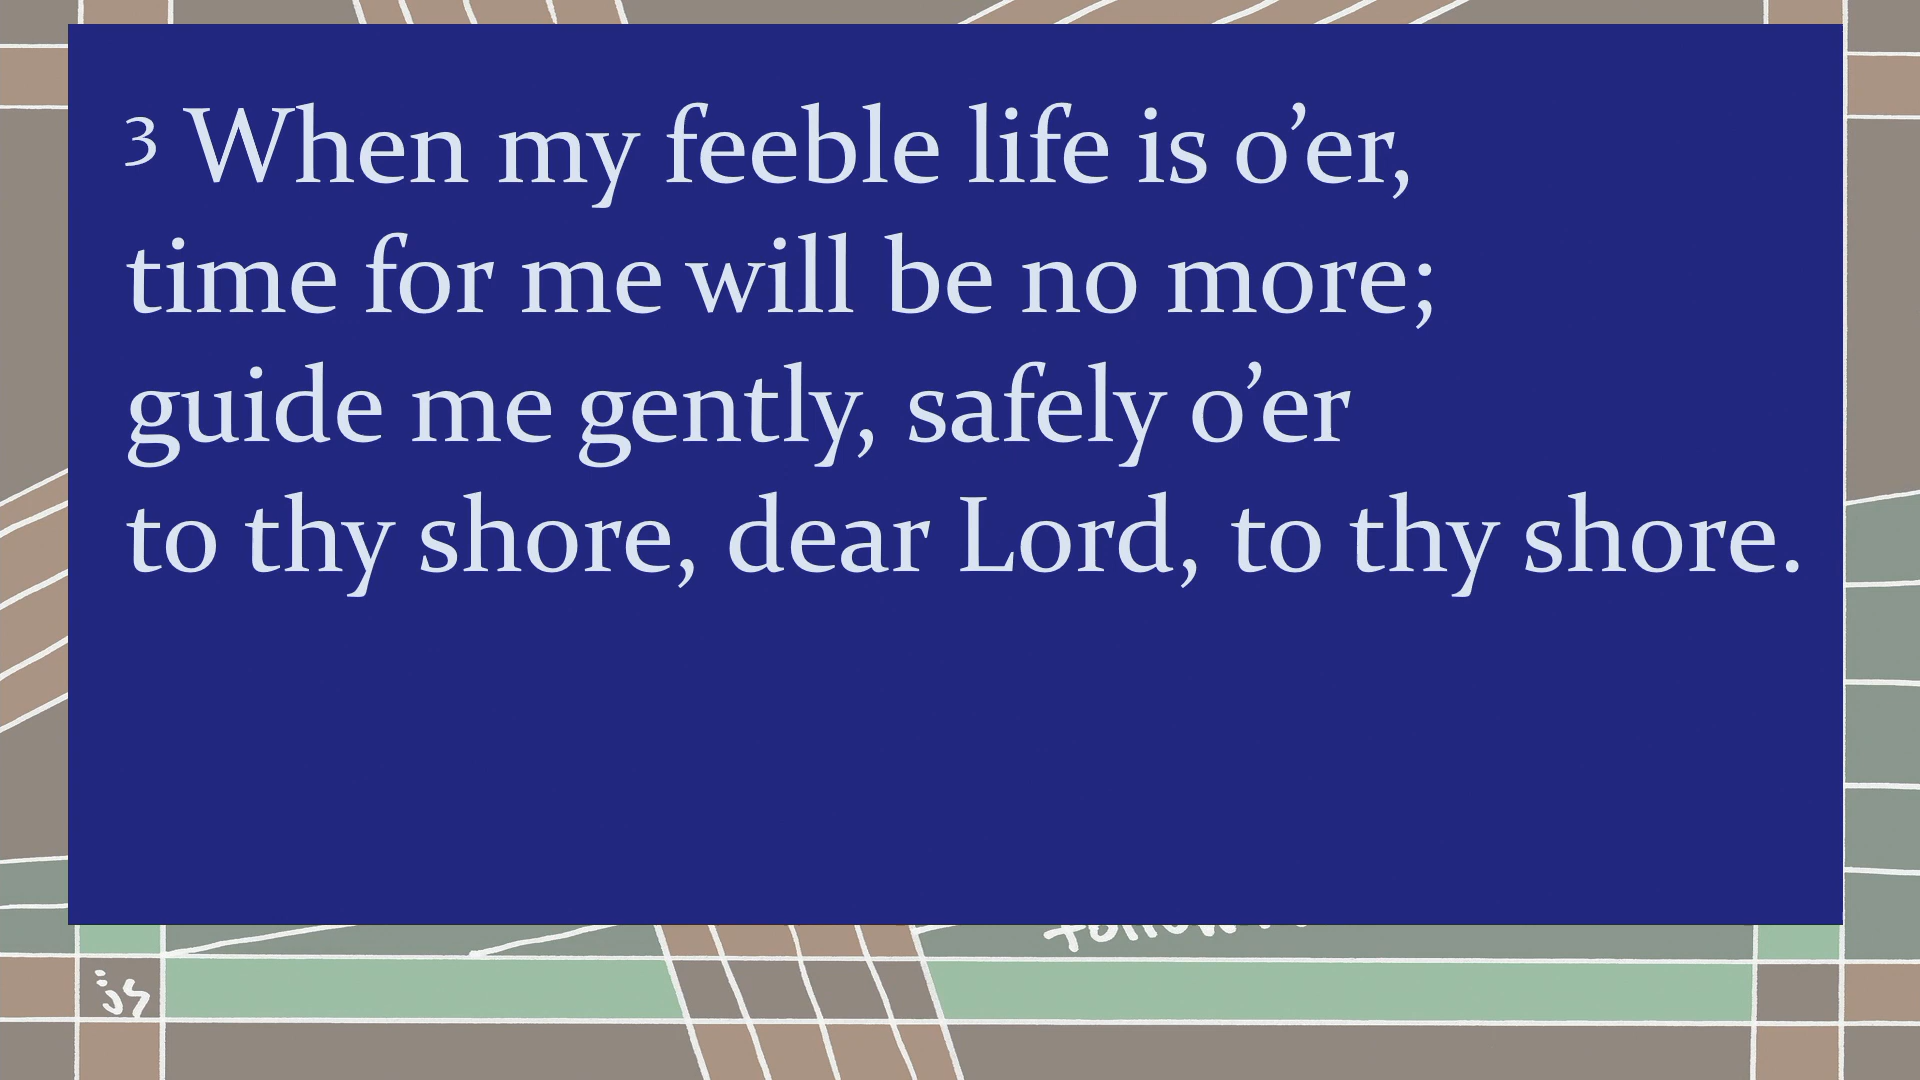 3 When my feeble life is o’er,
time for me will be no more;
guide me gently, safely o’er
to thy shore, dear Lord, to thy shore.
is